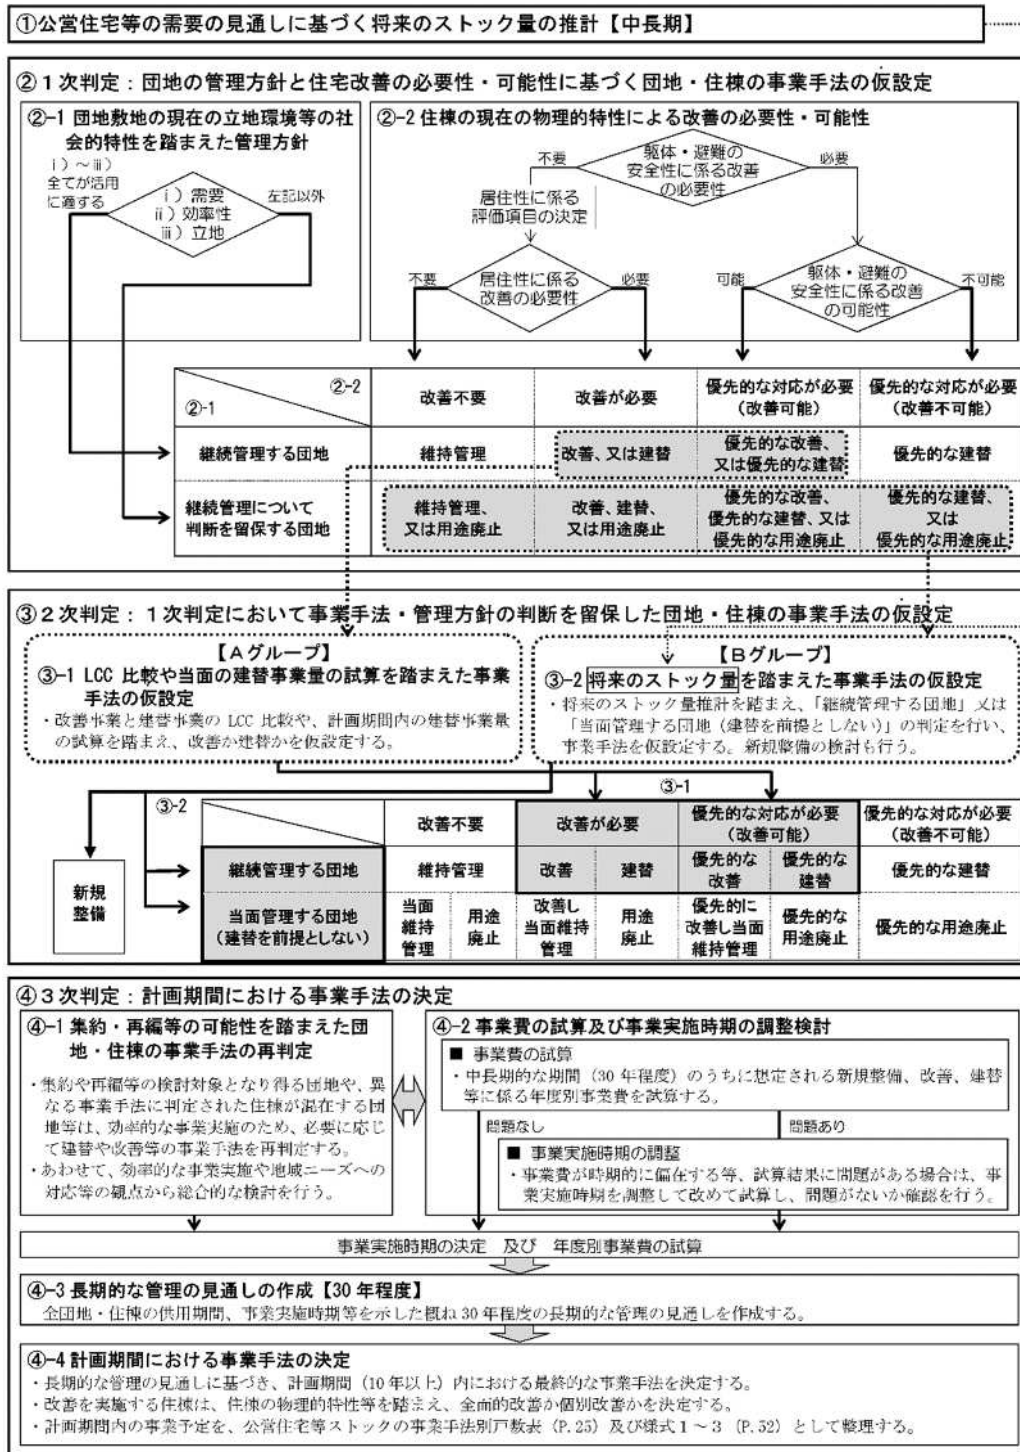 ①公営住宅等の需要の見通しに基づく将来のストック量の推計【中長期】
②１次判定：団地の管理方針と住宅改善の必要性・可能性に基づく団地・住棟の事業手法の仮設定
②-1 団地敷地の現在の立地環境等の社
会的特性を踏まえた管理方針
ⅰ）～ⅲ）
全てが活用
に適する
ⅰ）需要
ⅱ）効率性
ⅲ）立地
左記以外
②-2 住棟の現在の物理的特性による改善の必要性・可能性
不要
躯体・避難の
安全性に係る改善
の必要性
必要
居住性に係る
評価項目の決定
不要
居住性に係る
改善の必要性
必要
可能
躯体・避難の
安全性に係る改善
の可能性
不可能
②-2
②-1
改善不要
改善が必要
優先的な対応が必要
（改善可能）
優先的な対応が必要
（改善不可能）
継続管理する団地
維持管理
改善、又は建替
優先的な改善、
又は優先的な建替
優先的な建替
継続管理について
判断を留保する団地
維持管理、
又は用途廃止
改善、建替、
又は用途廃止
優先的な改善、
優先的な建替、又は
優先的な用途廃止
優先的な建替、
又は
優先的な用途廃止
③２次判定：１次判定において事業手法・管理方針の判断を留保した団地・住棟の事業手法の仮設定
【Ａグループ】
③-1 LCC 比較や当面の建替事業量の試算を踏まえた事業
手法の仮設定
・改善事業と建替事業の LCC 比較や、計画期間内の建替事業量
の試算を踏まえ、改善か建替かを仮設定する。
【Ｂグループ】
③-2 将来のストック量を踏まえた事業手法の仮設定
・将来のストック量推計を踏まえ、「継続管理する団地」又は
「当面管理する団地（建替を前提としない）」の判定を行い、
事業手法を仮設定する。新規整備の検討も行う。
③-1
③-2
新規
整備
改善不要
改善が必要
優先的な対応が必要
（改善可能）
優先的な対応が必要
（改善不可能）
継続管理する団地
維持管理
改善
建替
優先的な
改善
優先的な
建替
優先的な建替
当面管理する団地
（建替を前提としない）
当面
維持
管理
用途
廃止
改善し
当面維持
管理
用途
廃止
優先的に
改善し当面
維持管理
優先的な
用途廃止
優先的な用途廃止
④３次判定：計画期間における事業手法の決定
④-1 集約・再編等の可能性を踏まえた団
地・住棟の事業手法の再判定
・集約や再編等の検討対象となり得る団地や、異
なる事業手法に判定された住棟が混在する団
地等は、効率的な事業実施のため、必要に応じ
て建替や改善等の事業手法を再判定する。
・あわせて、効率的な事業実施や地域ニーズへの
対応等の観点から総合的な検討を行う。
④-2 事業費の試算及び事業実施時期の調整検討
■ 事業費の試算
・中長期的な期間（30 年程度）のうちに想定される新規整備、改善、建替
等に係る年度別事業費を試算する。
問題なし
問題あり
■ 事業実施時期の調整
・事業費が時期的に偏在する等、試算結果に問題がある場合は、事
業実施時期を調整して改めて試算し、問題がないか確認を行う。
事業実施時期の決定　及び　年度別事業費の試算
④-3 長期的な管理の見通しの作成【30 年程度】
全団地・住棟の供用期間、事業実施時期等を示した概ね 30 年程度の長期的な管理の見通しを作成する。
④-4 計画期間における事業手法の決定
・長期的な管理の見通しに基づき、計画期間（10 年以上）内における最終的な事業手法を決定する。
・改善を実施する住棟は、住棟の物理的特性等を踏まえ、全面的改善か個別改善かを決定する。
・計画期間内の事業予定を、公営住宅等ストックの事業手法別戸数表（P.25）及び様式１～３（P.52）として整理する。